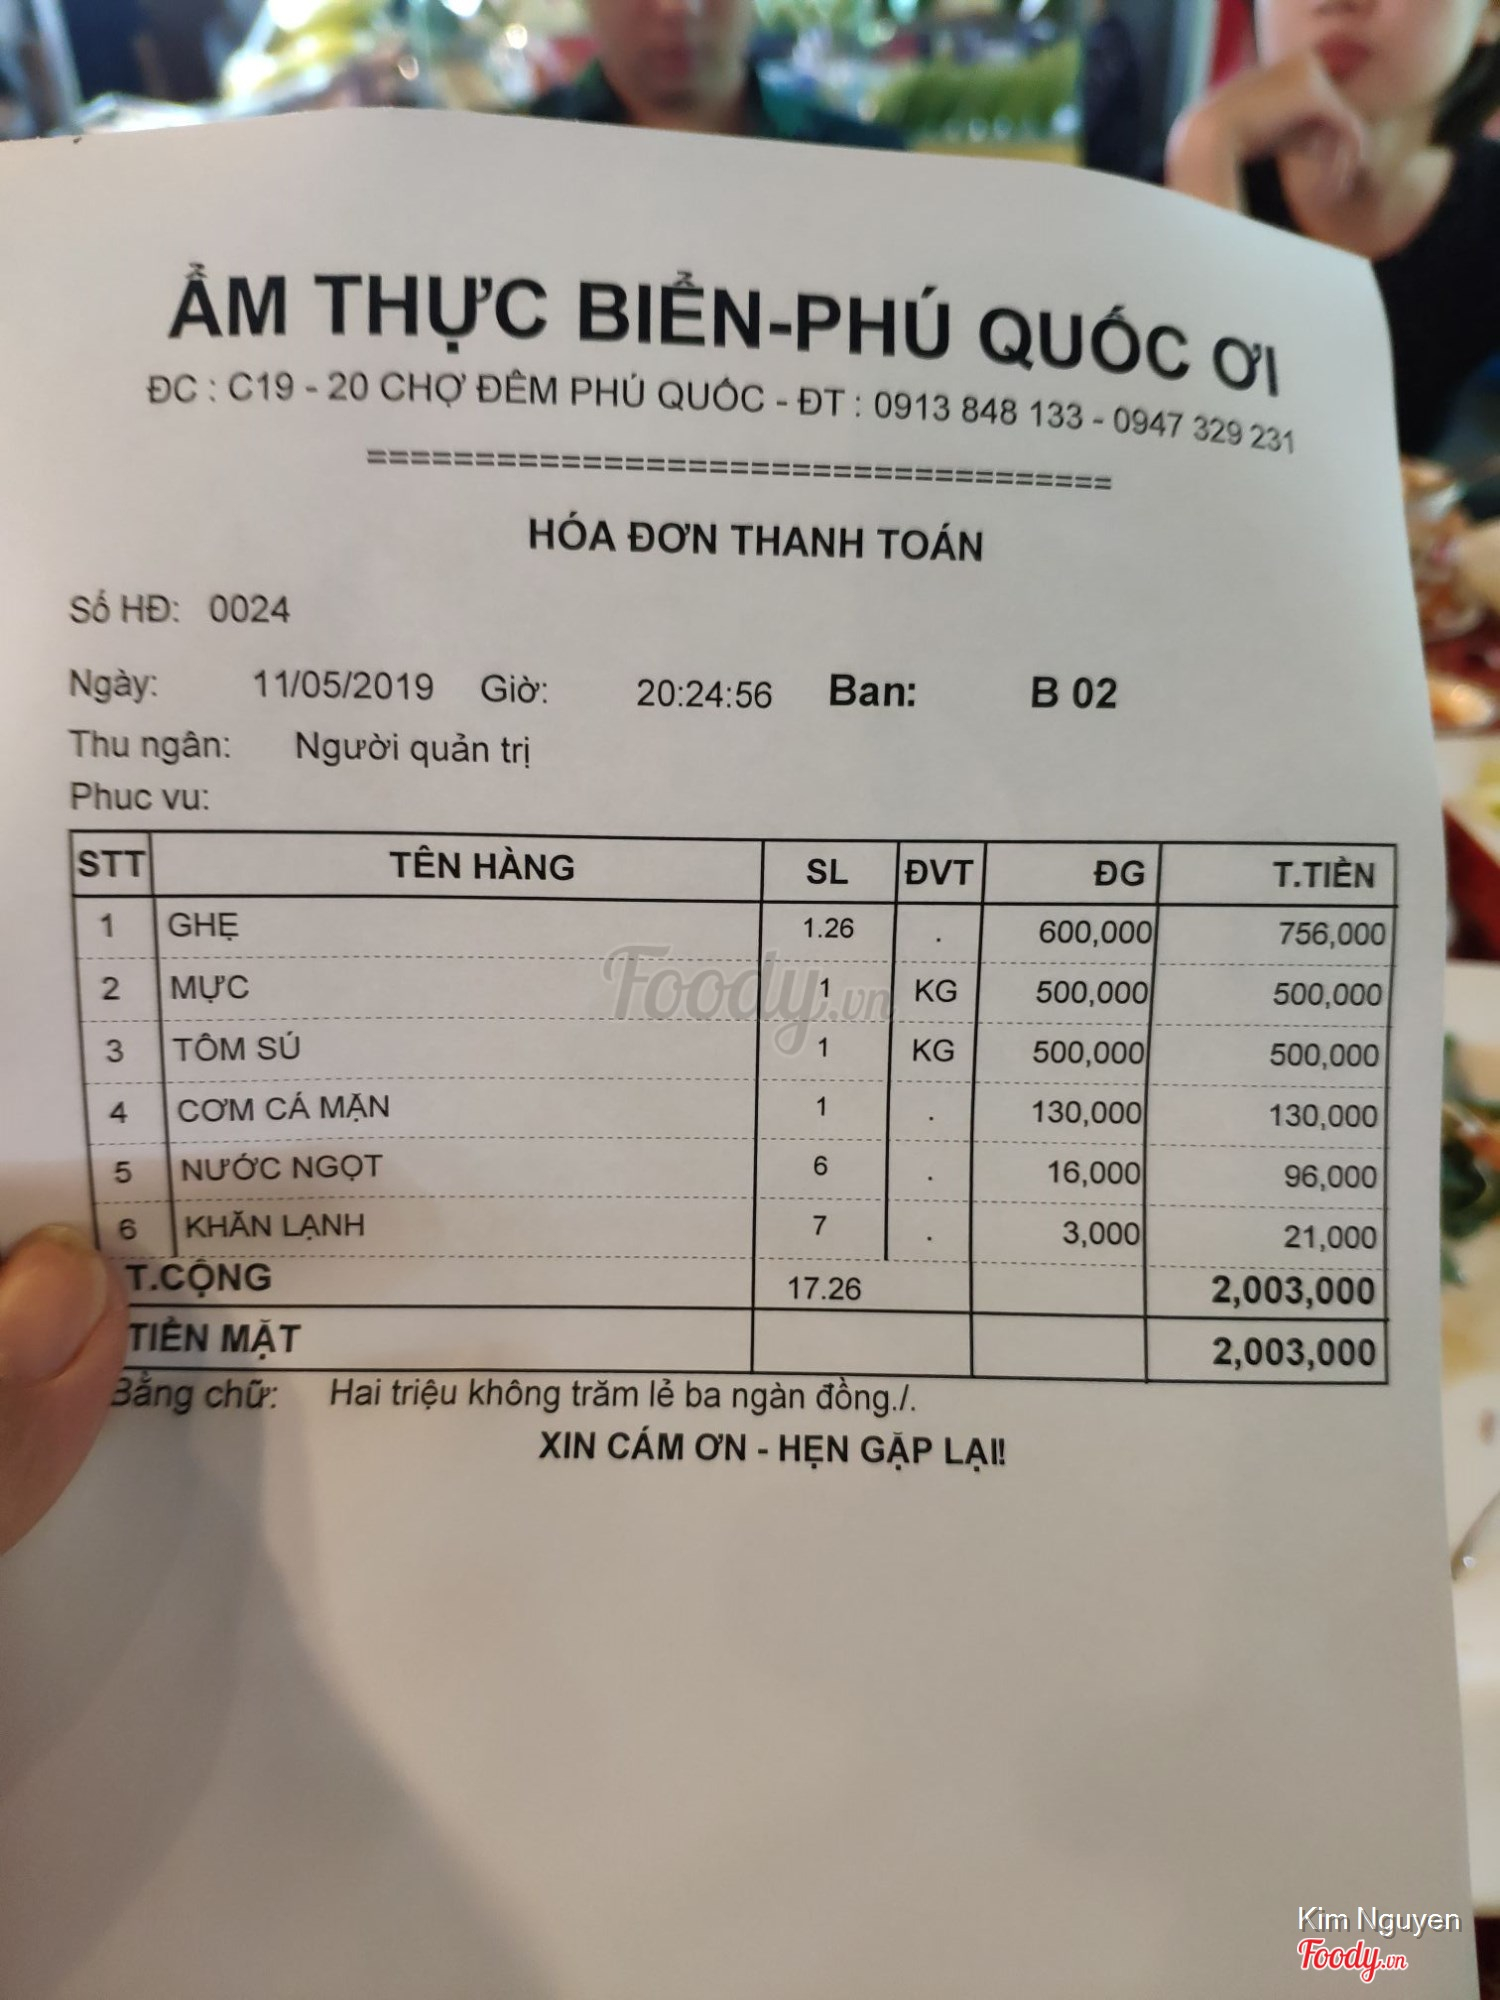 ẨM THỰC BIỂN-PHÚ QUỐC ƠI
ĐC : C19 - 20 CHỢ ĐÊM PHÚ QUỐC - ĐT : 0913 848 133 - 0947 329 231
===================================
HÓA ĐƠN THANH TOÁN
Số HĐ: 0024
Ngày: 11/05/2019 Giờ: 20:24:56 Ban: B 02
Thu ngân: Người quản trị
Phuc vu:
STT TÊN HÀNG SL ĐVT ĐG T.TIỀN
1 GHẸ 1.26 . 600,000 756,000
2 MỰC 1 KG 500,000 500,000
3 TÔM SÚ 1 KG 500,000 500,000
4 CƠM CÁ MẶN 1 . 130,000 130,000
5 NƯỚC NGỌT 6 . 16,000 96,000
6 KHĂN LẠNH 7 . 3,000 21,000
T.CỘNG 17.26 2,003,000
TIỀN MẶT 2,003,000
Bằng chữ: Hai triệu không trăm lẻ ba ngàn đồng./.
XIN CÁM ƠN - HẸN GẶP LẠI!
Foody.vn
Kim Nguyen
Foody.vn